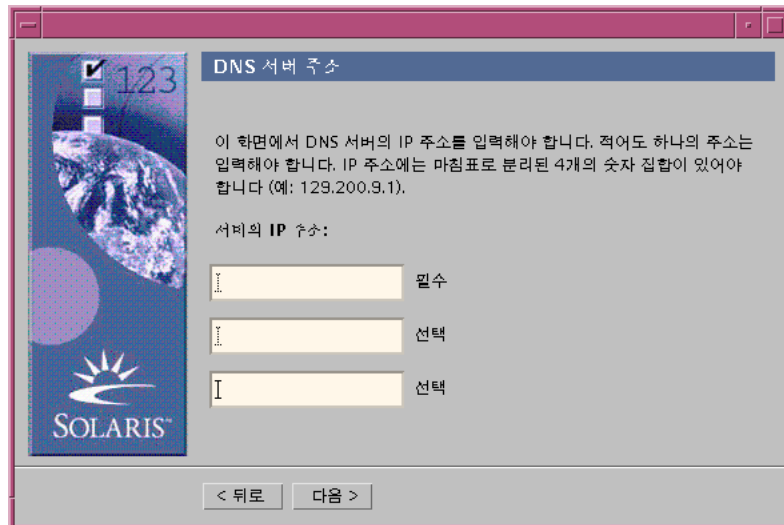 123
DNS 서버 주소
이 화면에서 DNS 서버의 IP 주소를 입력해야 합니다. 적어도 하나의 주소는
입력해야 합니다. IP 주소에는 마침표로 분리된 4개의 숫자 집합이 있어야
합니다 (예: 129.200.9.1).
서버의 IP 주소:
필수
선택
선택
SOLARIS™
< 뒤로
다음 >